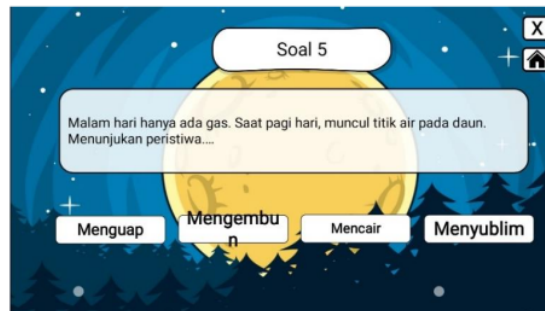 Soal 5
X
Malam hari hanya ada gas. Saat pagi hari, muncul titik air pada daun.
Menunjukan peristiwa....
Menguap
Mengembu
n
Mencair
Menyublim